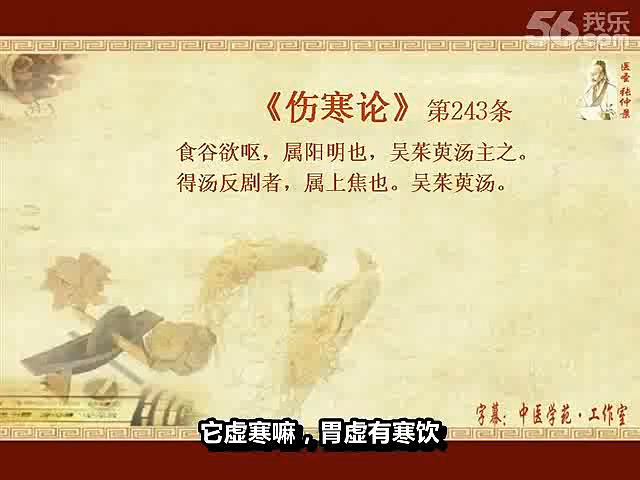 56我乐
.com
医圣张仲景
《伤寒论》第243条
食谷欲呕，属阳明也，吴茱萸汤主之。
得汤反剧者，属上焦也。吴茱萸汤。
字幕：中医学苑·工作室
它虚寒嘛，胃虚有寒饮